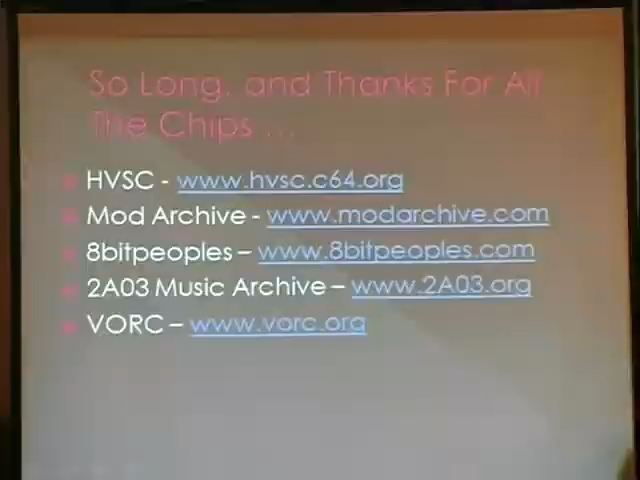 So Long, and Thanks For All
The Chips ...
HVSC - www.hvsc.c64.org
Mod Archive - www.modarchive.com
8bitpeoples – www.8bitpeoples.com
2A03 Music Archive – www.2A03.org
VORC – www.vorc.org